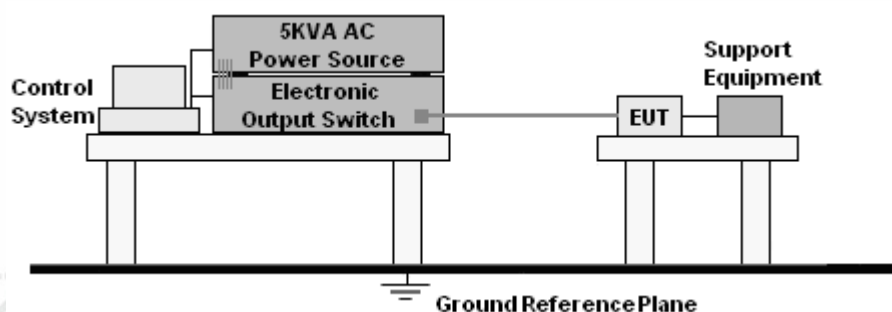 5KVA AC
Power Source
Control
System
Electronic
Output Switch
EUT
Support
Equipment
Ground Reference Plane